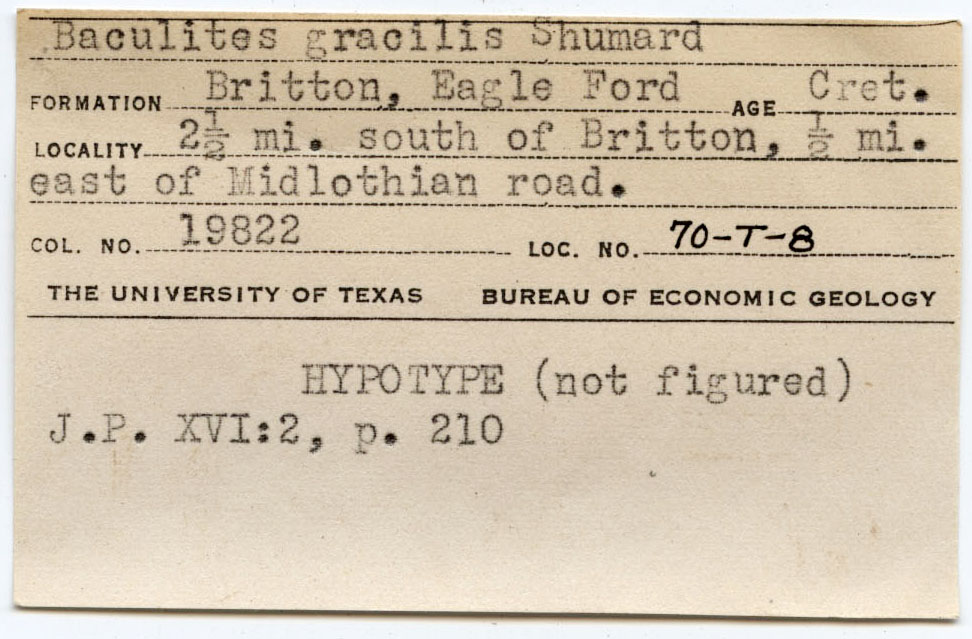 Baculites gracilis Shumard
FORMATION Britton, Eagle Ford AGE Cret.
LOCALITY 2½ mi. south of Britton, ½ mi.
east of Midlothian road.
COL. NO. 19822 LOC. NO. 70-T-8
THE UNIVERSITY OF TEXAS BUREAU OF ECONOMIC GEOLOGY
HYPOTYPE (not figured)
J.P. XVI:2, p. 210